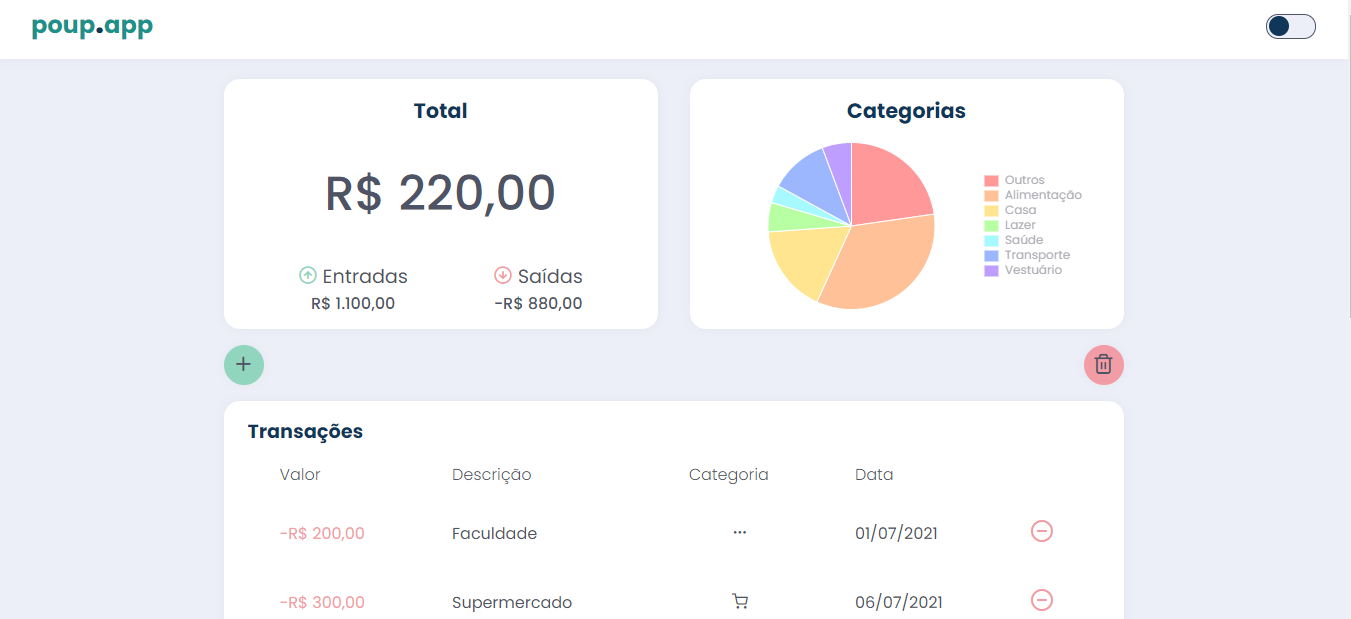 poup.app
Total
R$ 220,00
Entradas
R$ 1.100,00
Saídas
-R$ 880,00
Categorias
Outros
Alimentação
Casa
Lazer
Saúde
Transporte
Vestuário
Transações
Valor Descrição Categoria Data
-R$ 200,00 Faculdade 01/07/2021
-R$ 300,00 Supermercado 06/07/2021